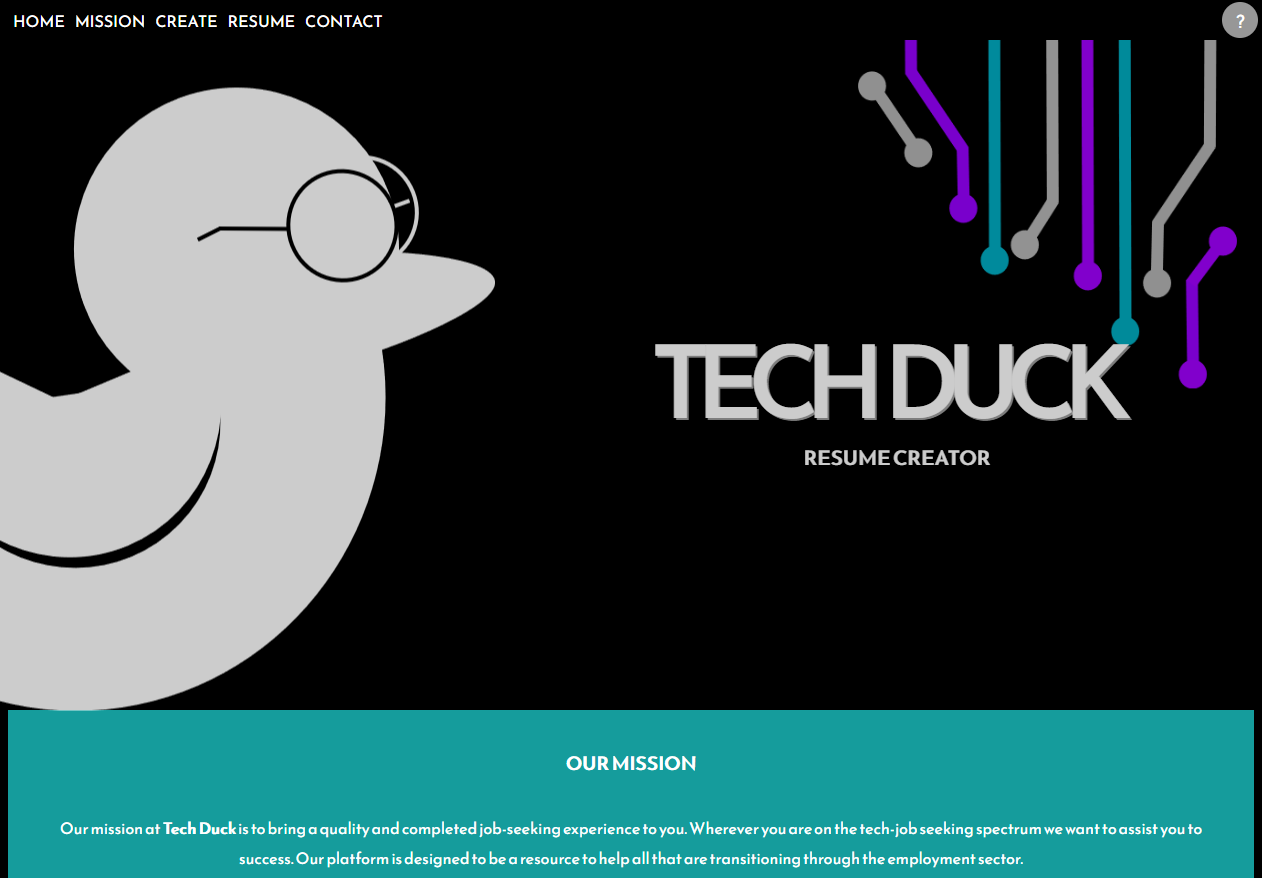 HOME MISSION CREATE RESUME CONTACT ?
TECH DUCK
RESUME CREATOR
OUR MISSION
Our mission at Tech Duck is to bring a quality and completed job-seeking experience to you. Wherever you are on the tech-job seeking spectrum we want to assist you to
success. Our platform is designed to be a resource to help all that are transitioning through the employment sector.